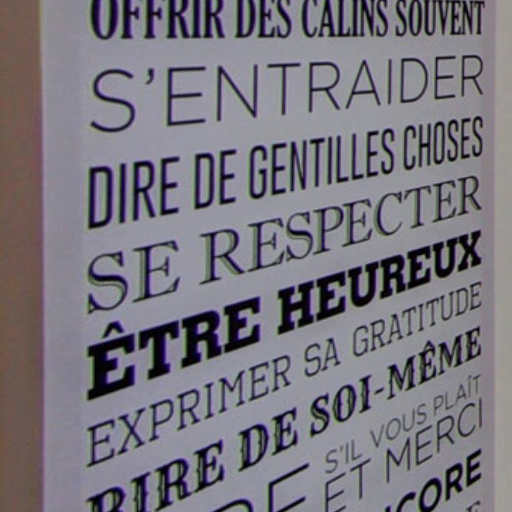 OFFRIR DES CALINS SOUVENT
S'ENTRAIDER
DIRE DE GENTILLES CHOSES
SE RESPECTER
ÊTRE HEUREUX
EXPRIMER SA GRATITUDE
RIRE DE SOI-MÊME
S'IL VOUS PLAÎT
ET MERCI